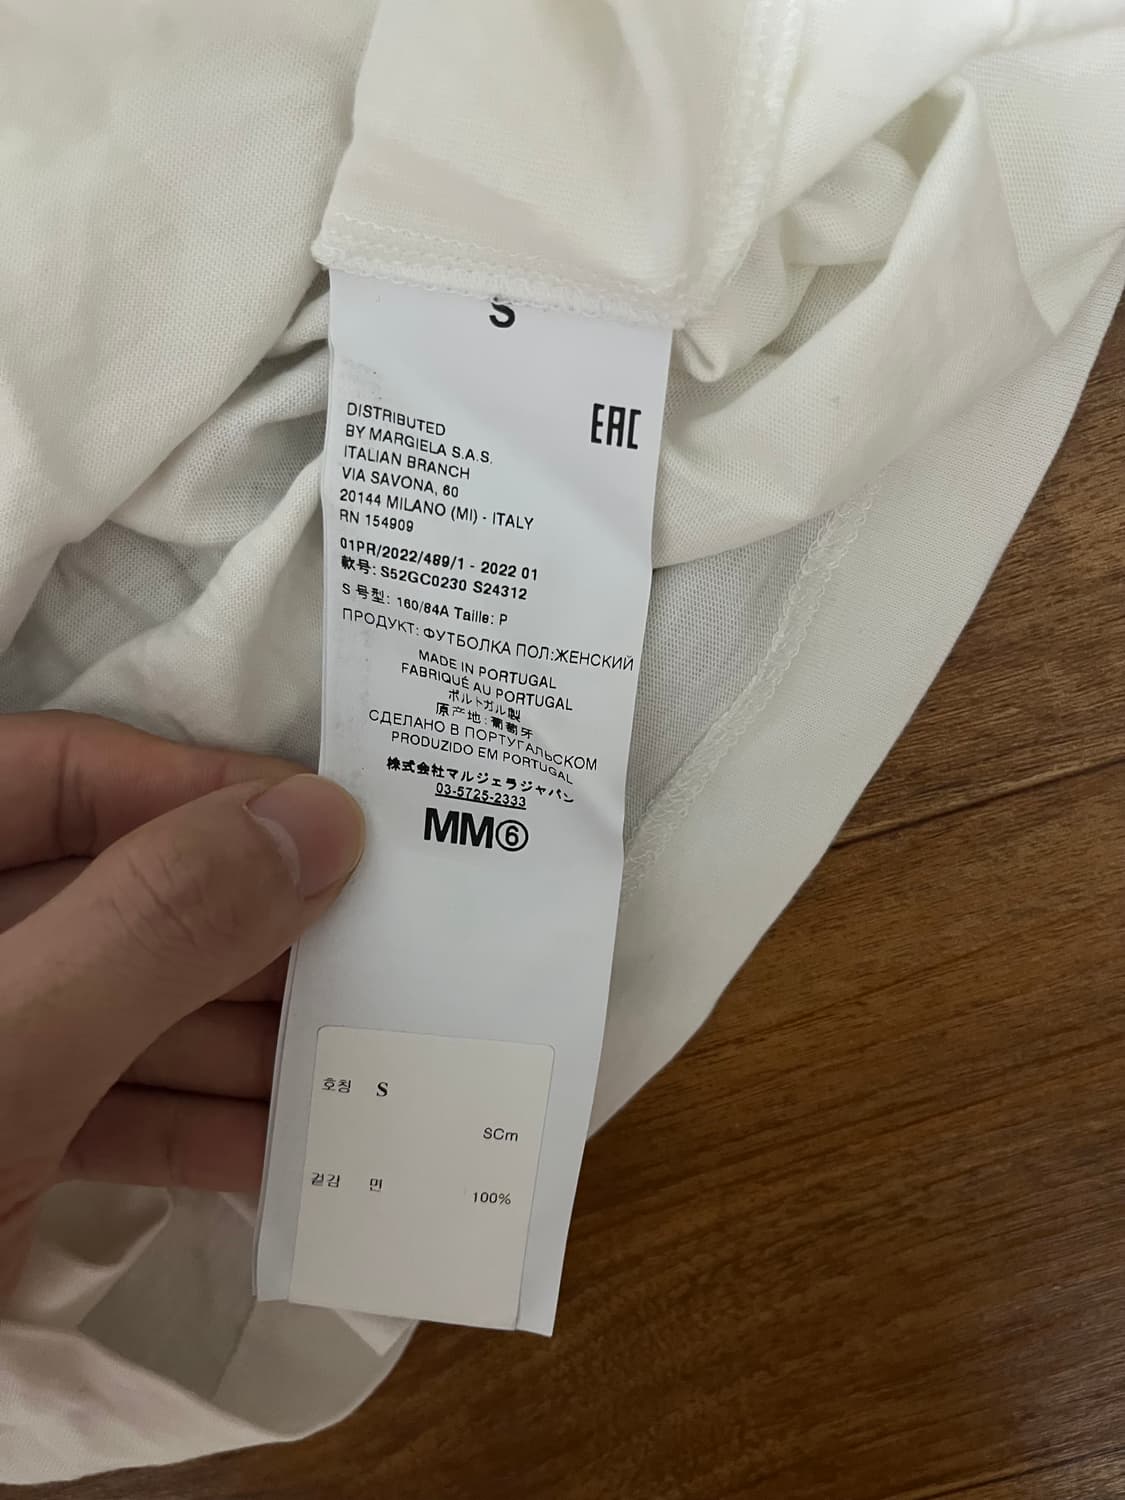 S
EAC
DISTRIBUTED
BY MARGIELA S.A.S.
ITALIAN BRANCH
VIA SAVONA, 60
20144 MILANO (MI) - ITALY
RN 154909
01PR/2022/489/1 - 2022 01
款号: S52GC0230 S24312
S 号型: 160/84A Taille: P
ПРОДУКТ: ФУТБОЛКА ПОЛ:ЖЕНСКИЙ
MADE IN PORTUGAL
FABRIQUÉ AU PORTUGAL
ポルトガル製
原产地: 葡萄牙
СДЕЛАНО В ПОРТУГАЛЬСКОМ
PRODUZIDO EM PORTUGAL
株式会社マルジェラジャパン
03-5725-2333
MM⑥
호칭 S
SCm
겉감 면 100%